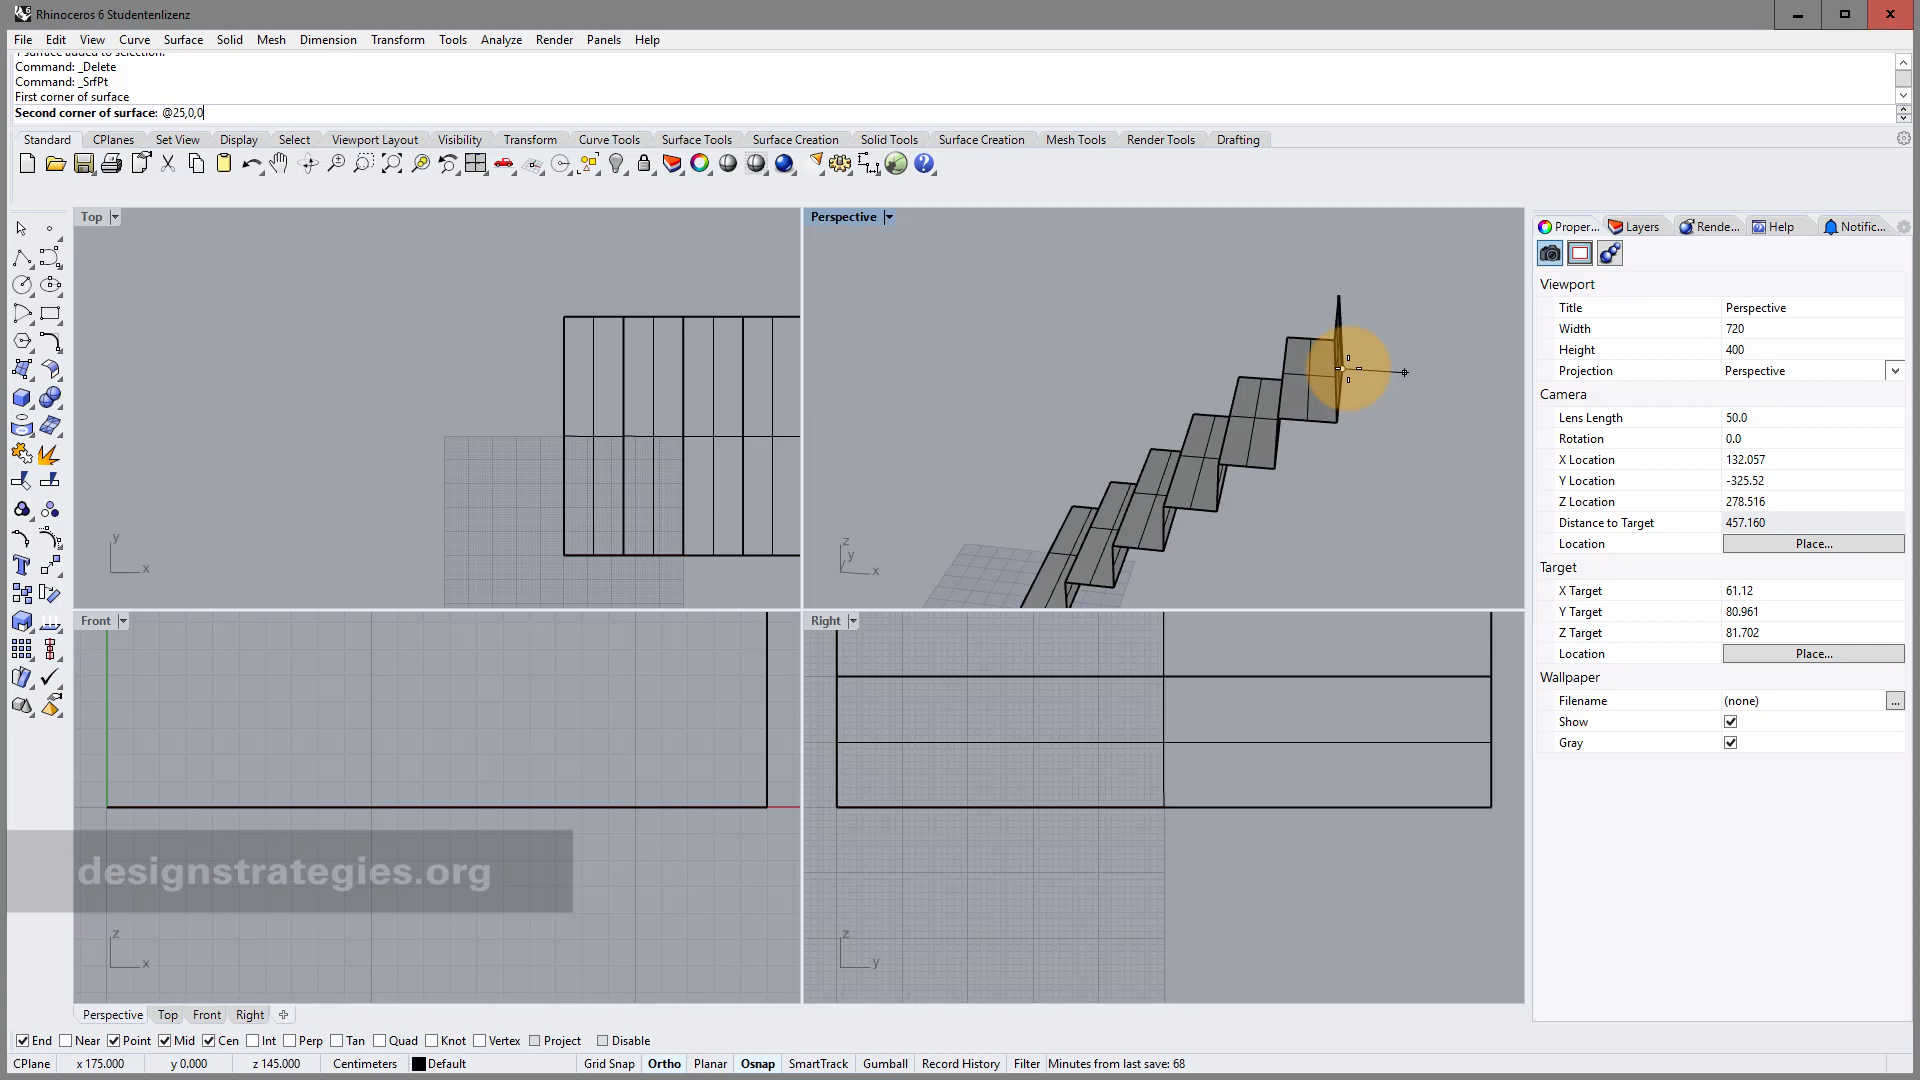 Rhinoceros 6 Studentenlizenz
File Edit View Curve Surface Solid Mesh Dimension Transform Tools Analyze Render Panels Help
1 surface added to selection.
Command: _Delete
Command: _SrfPt
First corner of surface
Second corner of surface: @25,0,0
Standard CPlanes Set View Display Select Viewport Layout Visibility Transform Curve Tools Surface Tools Surface Creation Solid Tools Surface Creation Mesh Tools Render Tools Drafting
Top
Perspective
Proper... Layers Rende... Help Notific...
Viewport
Title Perspective
Width 720
Height 400
Projection Perspective
Camera
Lens Length 50.0
Rotation 0.0
X Location 132.057
Y Location -325.52
Z Location 278.516
Distance to Target 457.160
Location Place...
Target
X Target 61.12
Y Target 80.961
Z Target 81.702
Location Place...
Wallpaper
Filename (none) ...
Show
Gray
y
x
z
y
x
Front
Right
designstrategies.org
z
x
z
y
Perspective Top Front Right
End Near Point Mid Cen Int Perp Tan Quad Knot Vertex Project Disable
CPlane x 175.000 y 0.000 z 145.000 Centimeters Default Grid Snap Ortho Planar Osnap SmartTrack Gumball Record History Filter Minutes from last save: 68